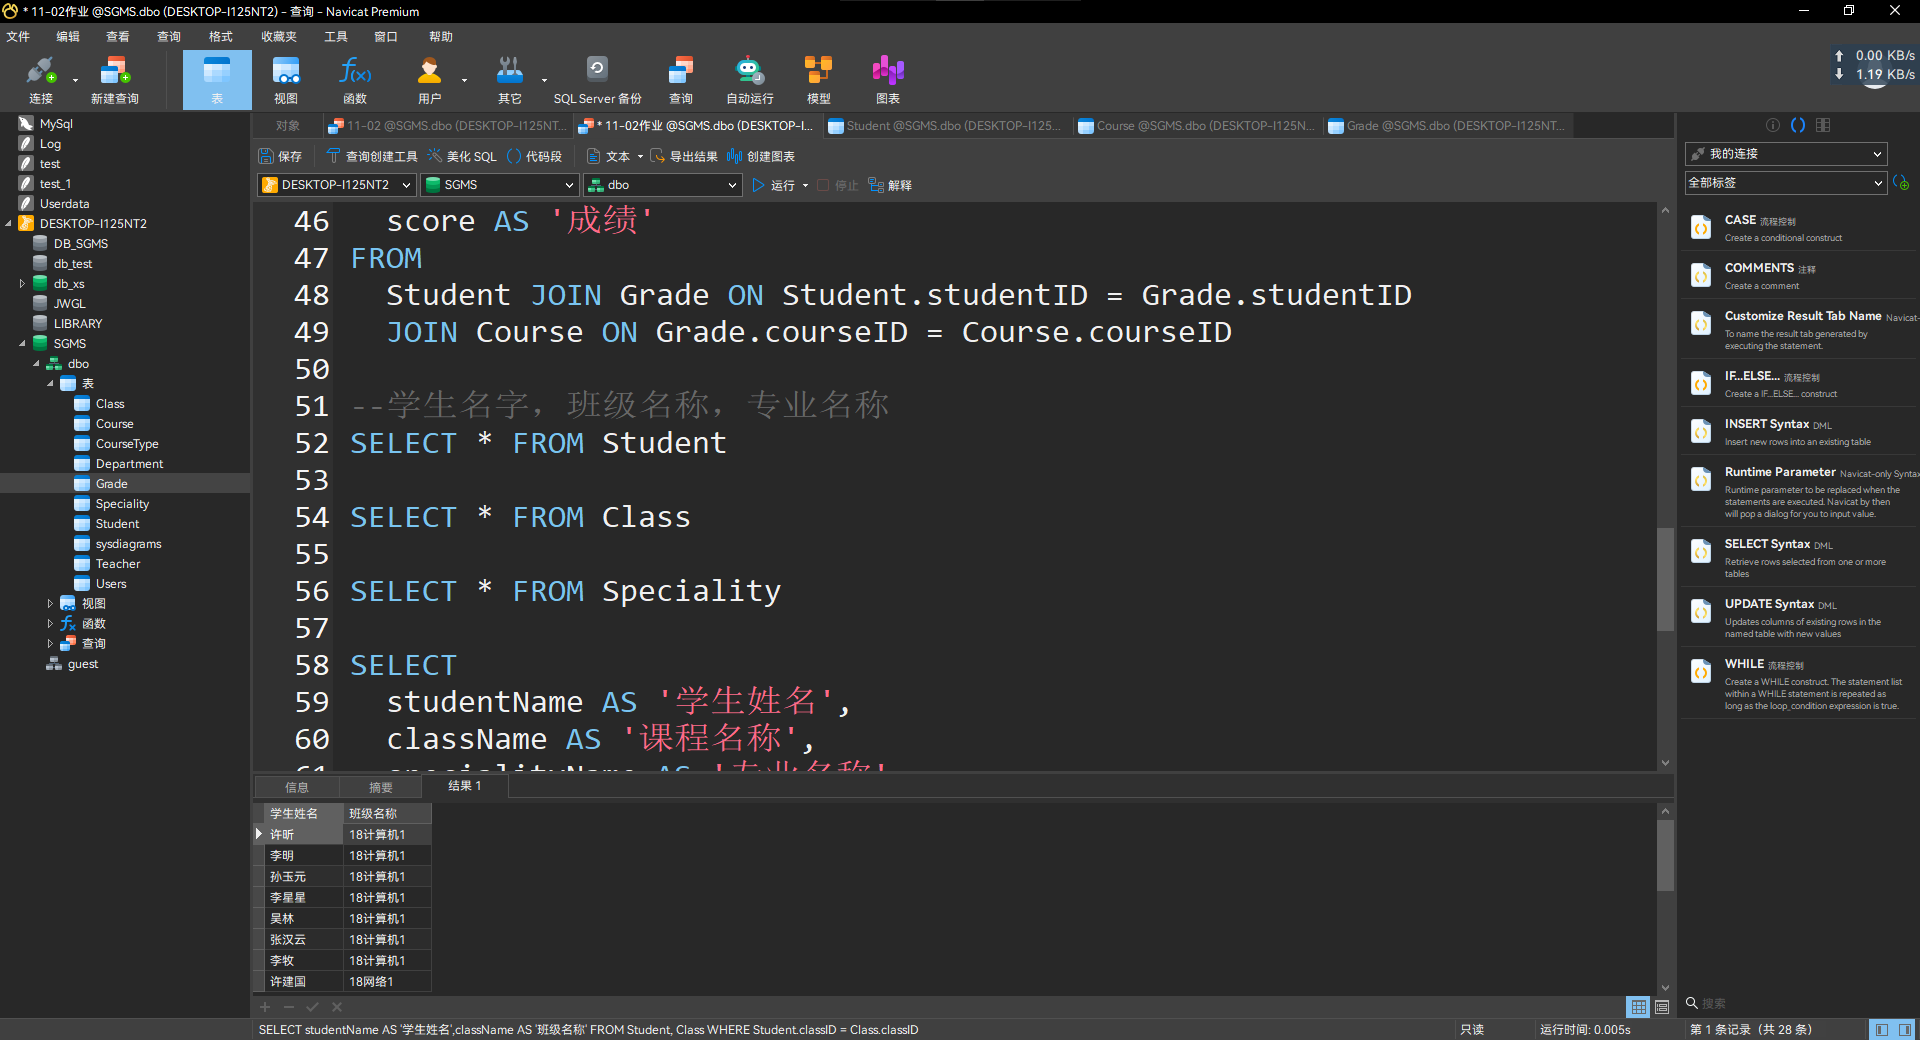 * 11-02作业 @SGMS.dbo (DESKTOP-I125NT2) - 查询 - Navicat Premium
文件 编辑 查看 查询 格式 收藏夹 工具 窗口 帮助
0.00 KB/s
1.19 KB/s
连接 新建查询 表 视图 函数 用户 其它 SQL Server 备份 查询 自动运行 模型 图表
MySql
Log
test
test_1
Userdata
DESKTOP-I125NT2
DB_SGMS
db_test
db_xs
JWGL
LIBRARY
SGMS
dbo
表
Class
Course
CourseType
Department
Grade
Speciality
Student
sysdiagrams
Teacher
Users
视图
函数
查询
guest
对象 11-02 @SGMS.dbo (DESKTOP-I125NT... * 11-02作业 @SGMS.dbo (DESKTOP-I... Student @SGMS.dbo (DESKTOP-I125... Course @SGMS.dbo (DESKTOP-I125N... Grade @SGMS.dbo (DESKTOP-I125NT...
保存 查询创建工具 美化 SQL 代码段 文本 导出结果 创建图表
DESKTOP-I125NT2 SGMS dbo 运行 停止 解释
46 score AS '成绩'
47 FROM
48 Student JOIN Grade ON Student.studentID = Grade.studentID
49 JOIN Course ON Grade.courseID = Course.courseID
50
51 --学生名字，班级名称，专业名称
52 SELECT * FROM Student
53
54 SELECT * FROM Class
55
56 SELECT * FROM Speciality
57
58 SELECT
59 studentName AS '学生姓名',
60 className AS '课程名称',
61 specialityName AS '专业名称'
信息 摘要 结果 1
学生姓名 班级名称
许昕 18计算机1
李明 18计算机1
孙玉元 18计算机1
李星星 18计算机1
吴林 18计算机1
张汉云 18计算机1
李牧 18计算机1
许建国 18网络1
SELECT studentName AS '学生姓名',className AS '班级名称' FROM Student, Class WHERE Student.classID = Class.classID
只读 运行时间: 0.005s 第 1 条记录（共 28 条）
我的连接
全部标签
CASE 流程控制
Create a conditional construct
COMMENTS 注释
Create a comment
Customize Result Tab Name Navicat-
To name the result tab generated by
executing the statement.
IF...ELSE... 流程控制
Create a IF...ELSE... construct
INSERT Syntax DML
Insert new rows into an existing table
Runtime Parameter Navicat-only Syntax
Runtime parameter to be replaced when the
statements are executed. Navicat by then
will pop a dialog for you to input value.
SELECT Syntax DML
Retrieve rows selected from one or more
tables
UPDATE Syntax DML
Updates columns of existing rows in the
named table with new values
WHILE 流程控制
Create a WHILE construct. The statement list
within a WHILE statement is repeated as
long as the loop_condition expression is true.
搜索